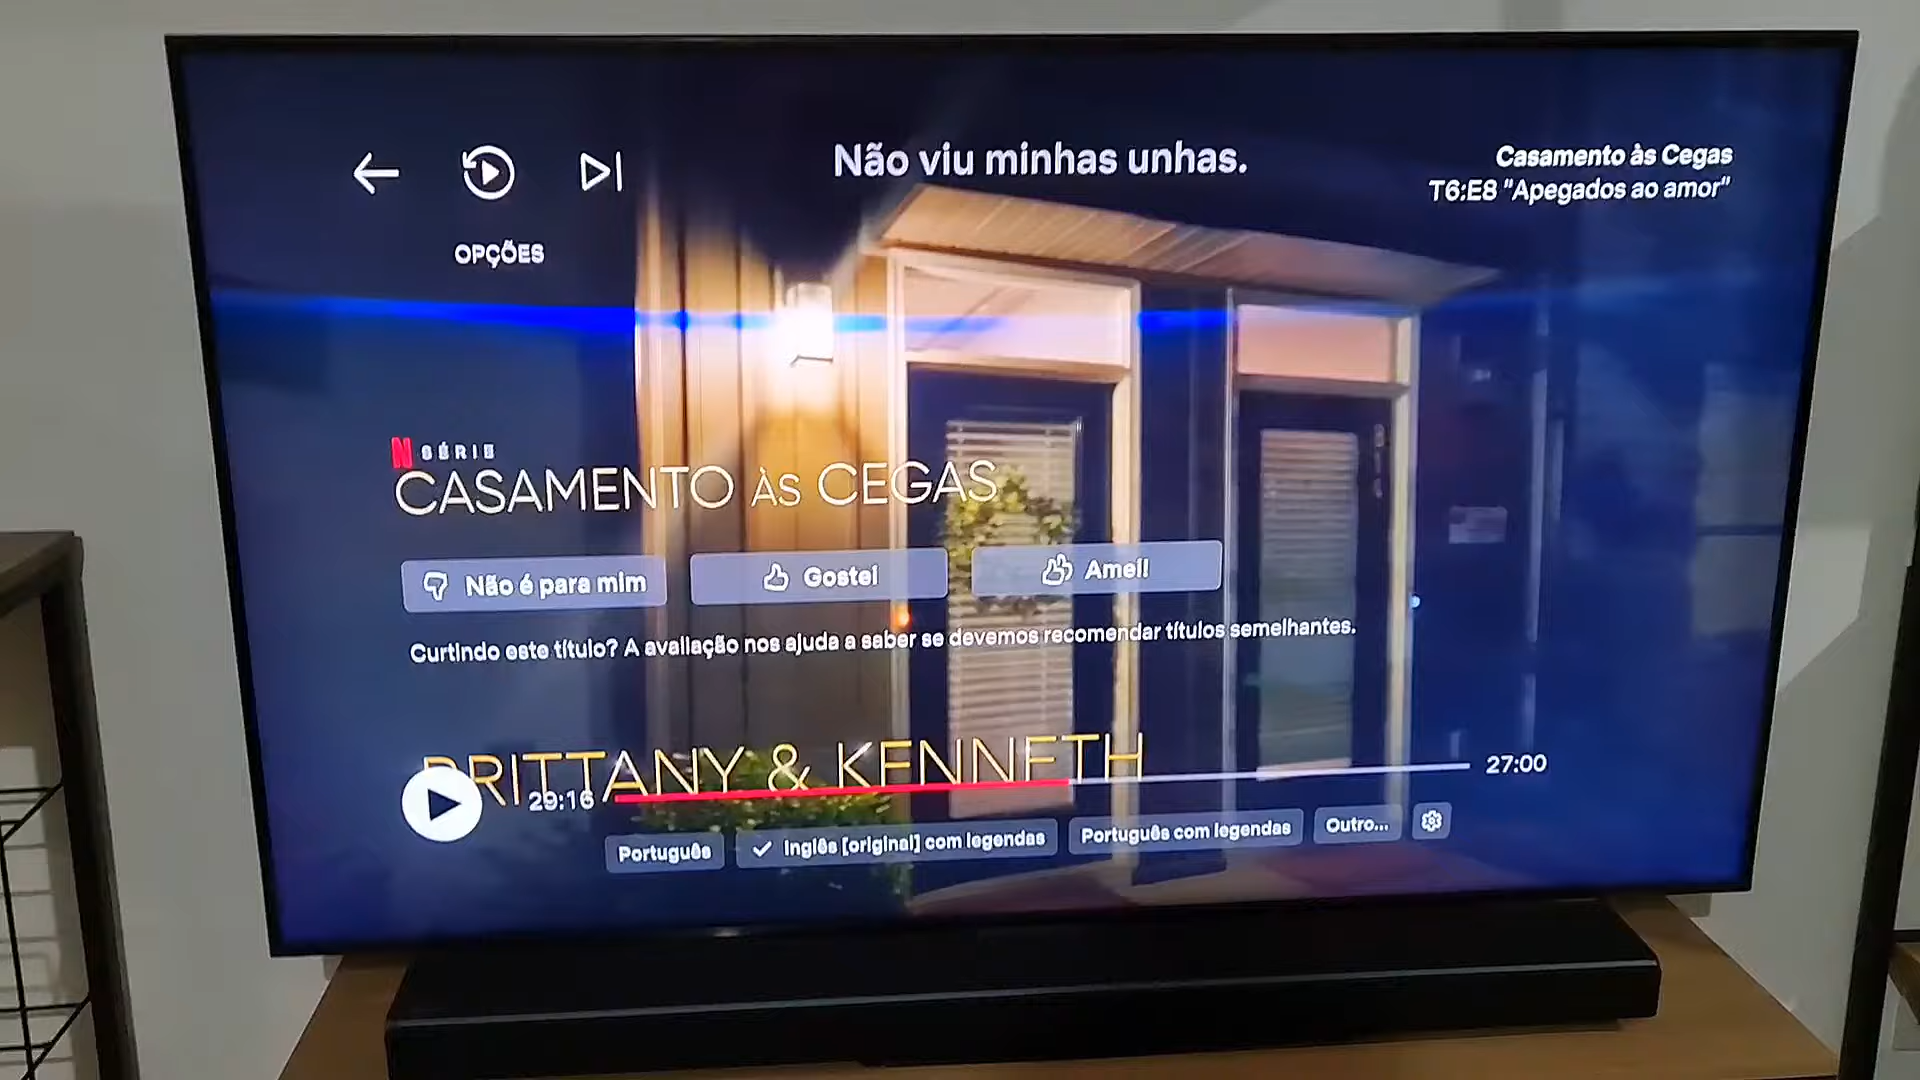 Não viu minhas unhas.
Casamento às Cegas
T6:E8 "Apegados ao amor"
OPÇÕES
N SÉRIE
CASAMENTO ÀS CEGAS
Não é para mim
Gostei
Amei!
Curtindo este título? A avaliação nos ajuda a saber se devemos recomendar títulos semelhantes.
BRITTANY & KENNETH
29:16
27:00
Português
Inglês [original] com legendas
Português com legendas
Outro...